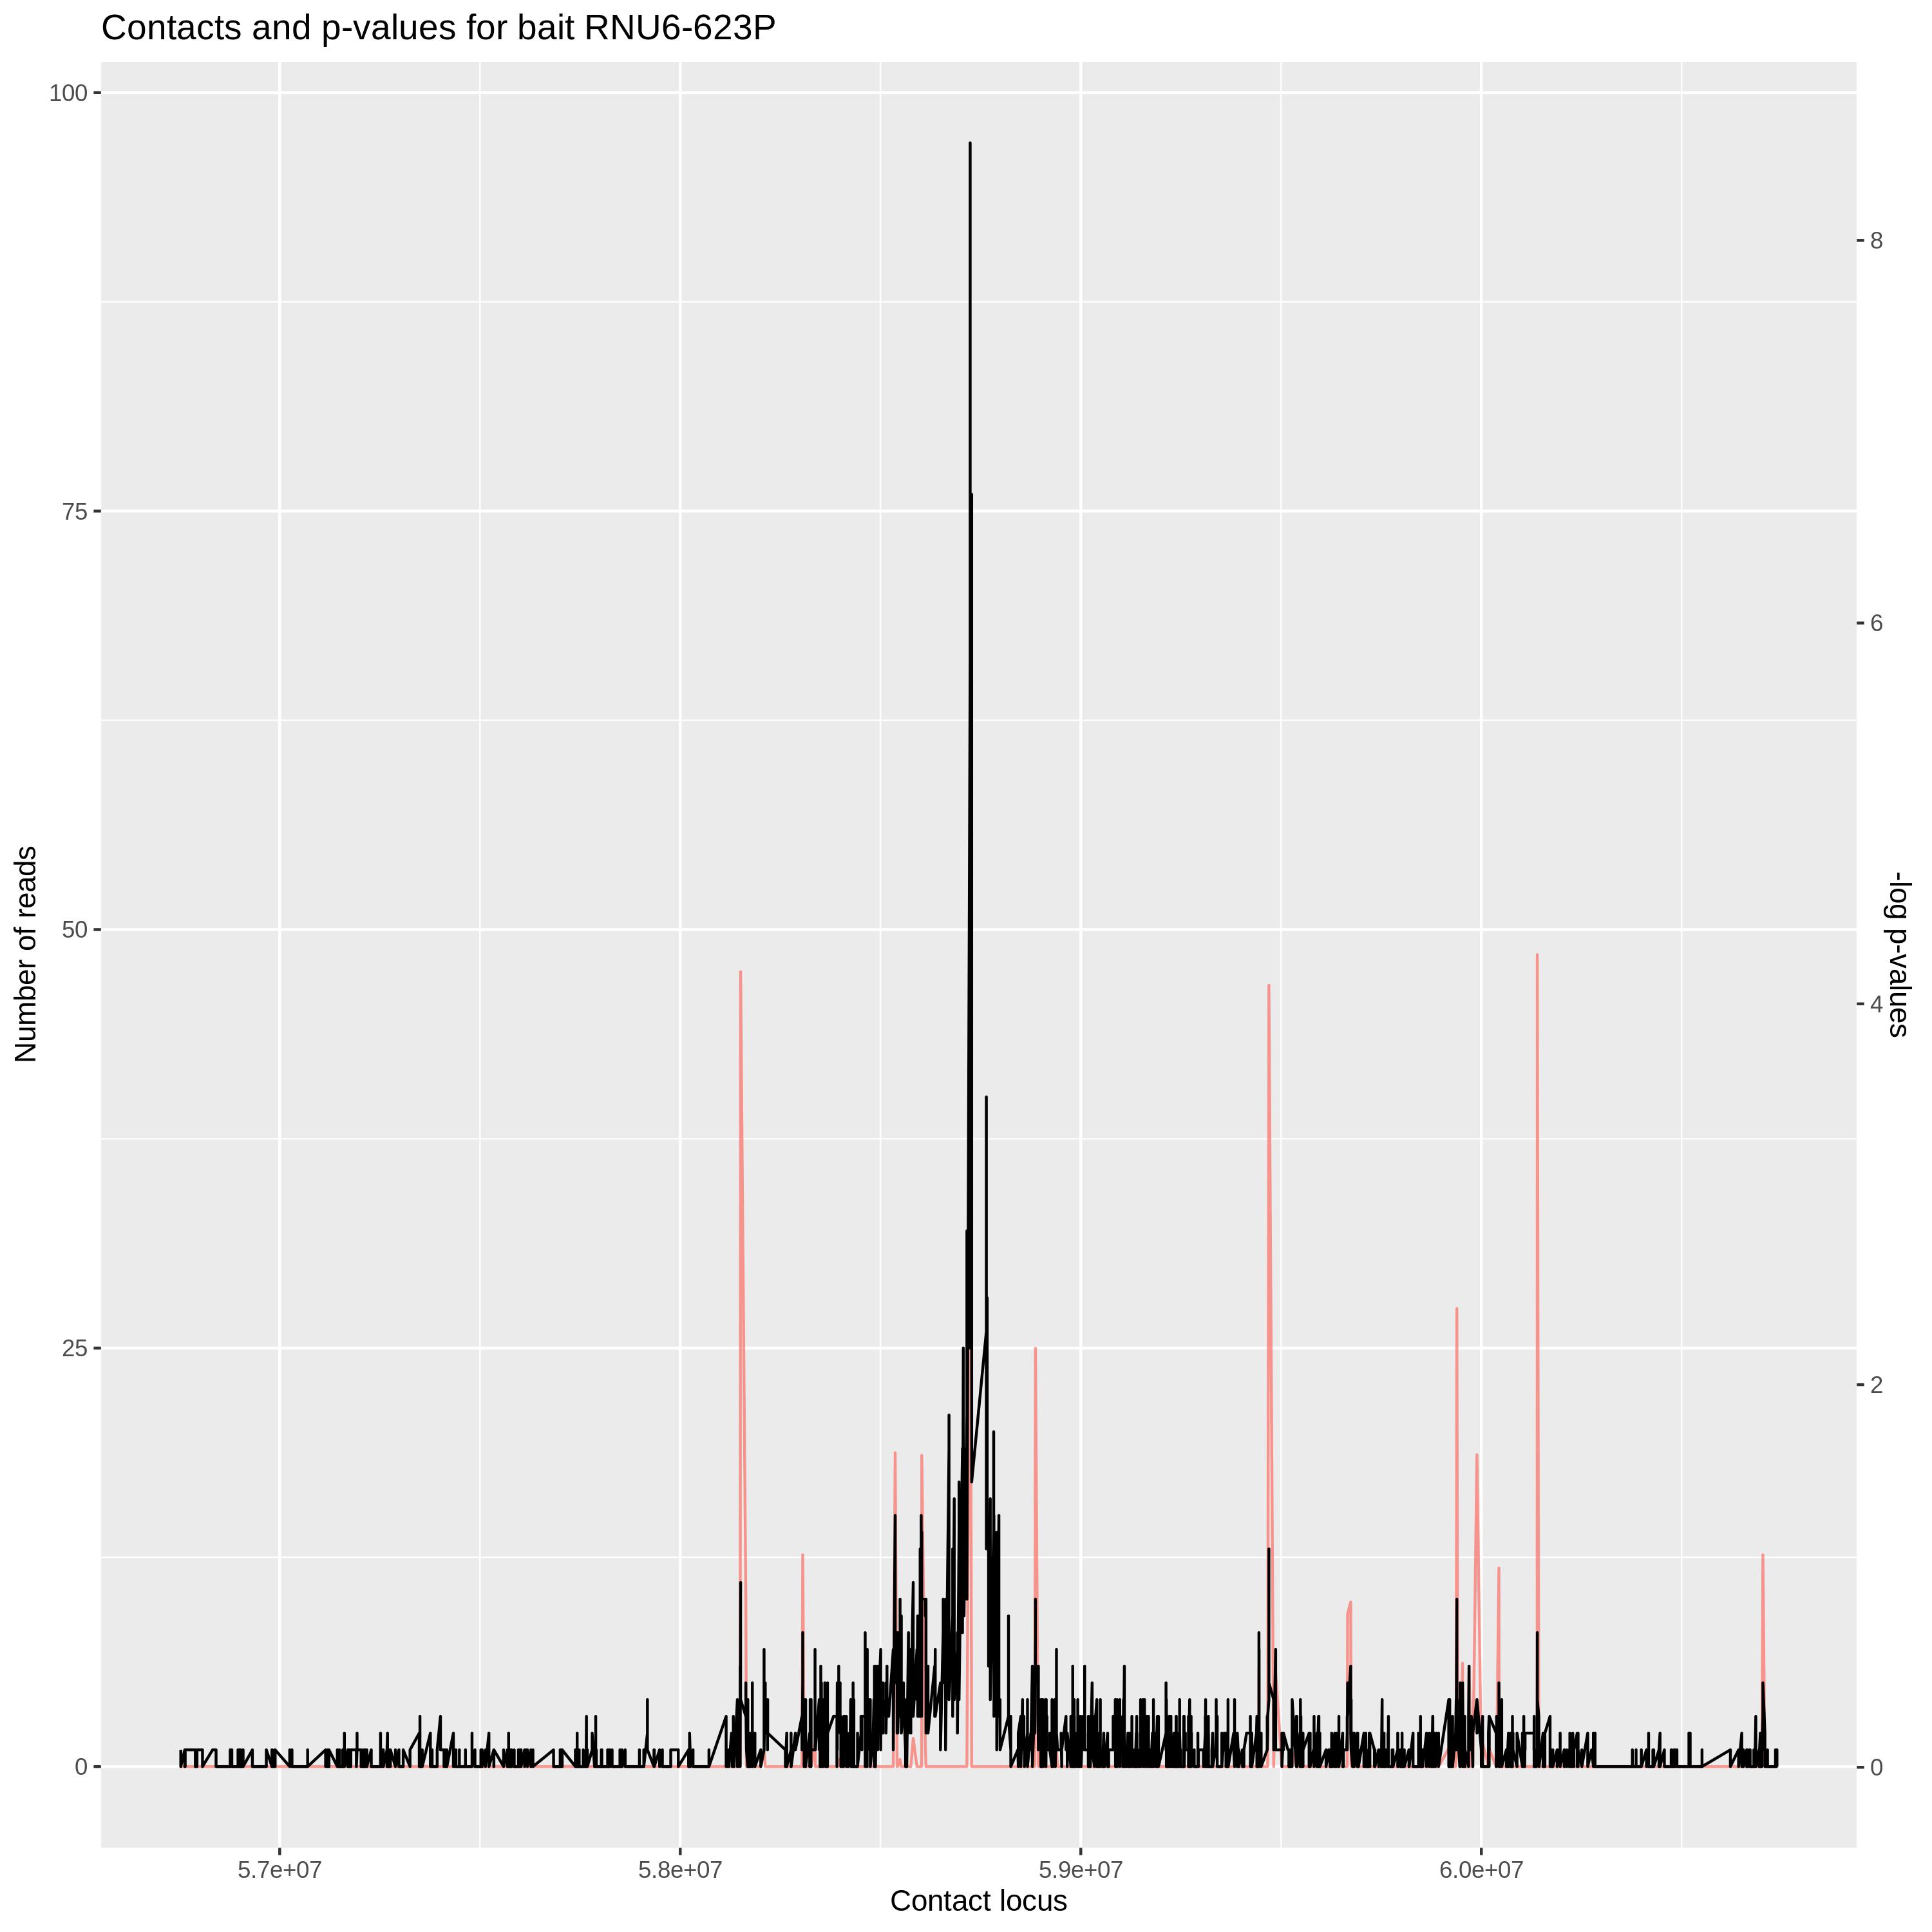 Contacts and p-values for bait RNU6-623P
100
75
50
25
0
Number of reads
8
6
4
2
0
-log p-values
5.7e+07
5.8e+07
5.9e+07
6.0e+07
Contact locus